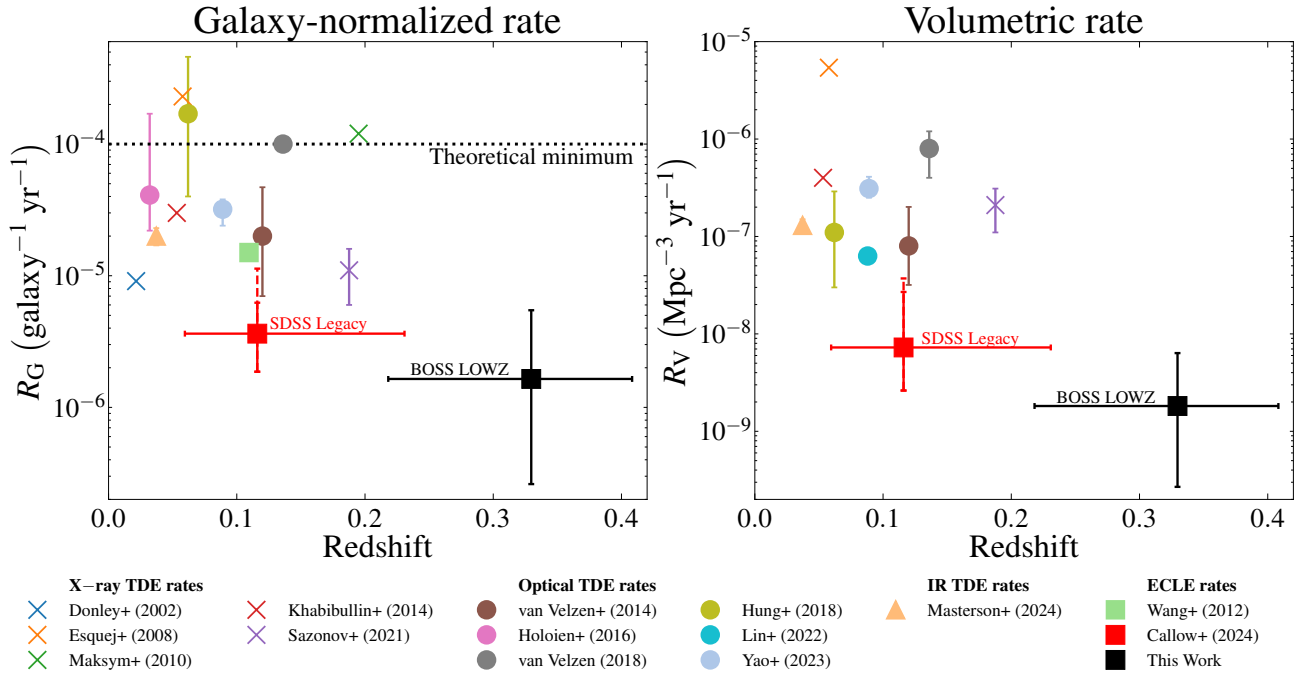 Galaxy-normalized rate
Volumetric rate
R_G (galaxy⁻¹ yr⁻¹)
10⁻⁴
10⁻⁵
10⁻⁶
Theoretical minimum
SDSS Legacy
BOSS LOWZ
0.0 0.1 0.2 0.3 0.4
Redshift
R_V (Mpc⁻³ yr⁻¹)
10⁻⁵
10⁻⁶
10⁻⁷
10⁻⁸
10⁻⁹
SDSS Legacy
BOSS LOWZ
0.0 0.1 0.2 0.3 0.4
Redshift
X−ray TDE rates
Donley+ (2002)
Esquej+ (2008)
Maksym+ (2010)
Khabibullin+ (2014)
Sazonov+ (2021)
Optical TDE rates
van Velzen+ (2014)
Holoien+ (2016)
van Velzen (2018)
Hung+ (2018)
Lin+ (2022)
Yao+ (2023)
IR TDE rates
Masterson+ (2024)
ECLE rates
Wang+ (2012)
Callow+ (2024)
This Work